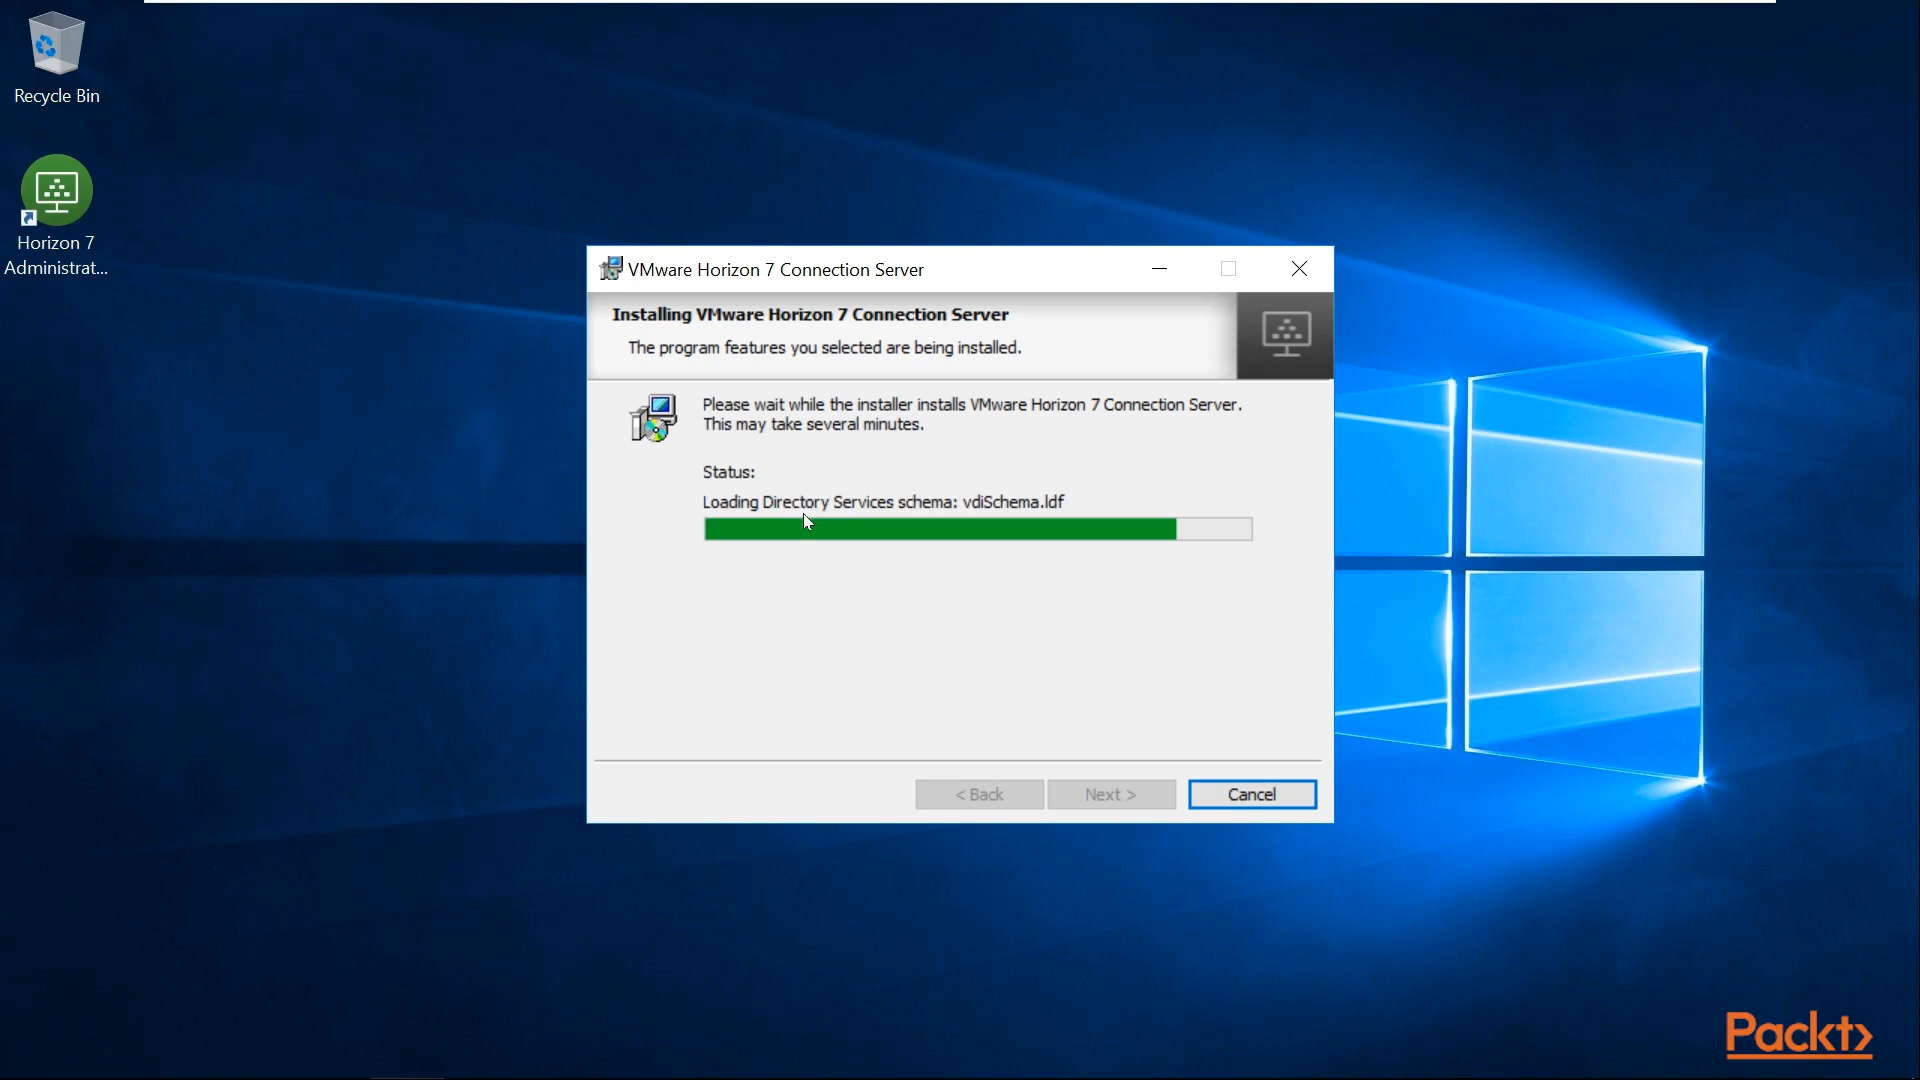 Recycle Bin
Horizon 7
Administrat...
VMware Horizon 7 Connection Server
Installing VMware Horizon 7 Connection Server
The program features you selected are being installed.
Please wait while the installer installs VMware Horizon 7 Connection Server.
This may take several minutes.
Status:
Loading Directory Services schema: vdiSchema.ldf
< Back
Next >
Cancel
Packt>